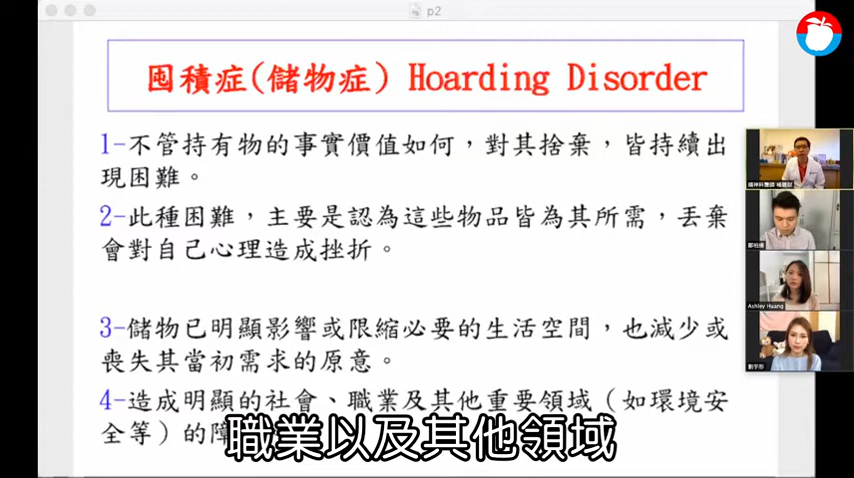 p2
囤積症(儲物症) Hoarding Disorder
1-不管持有物的事實價值如何，對其捨棄，皆持續出
現困難。
2-此種困難，主要是認為這些物品皆為其所需，丟棄
會對自己心理造成挫折。
3-儲物已明顯影響或限縮必要的生活空間，也減少或
喪失其當初需求的原意。
4-造成明顯的社會、職業及其他重要領域（如環境安
全等）的障
職業以及其他領域
Ashley Huang